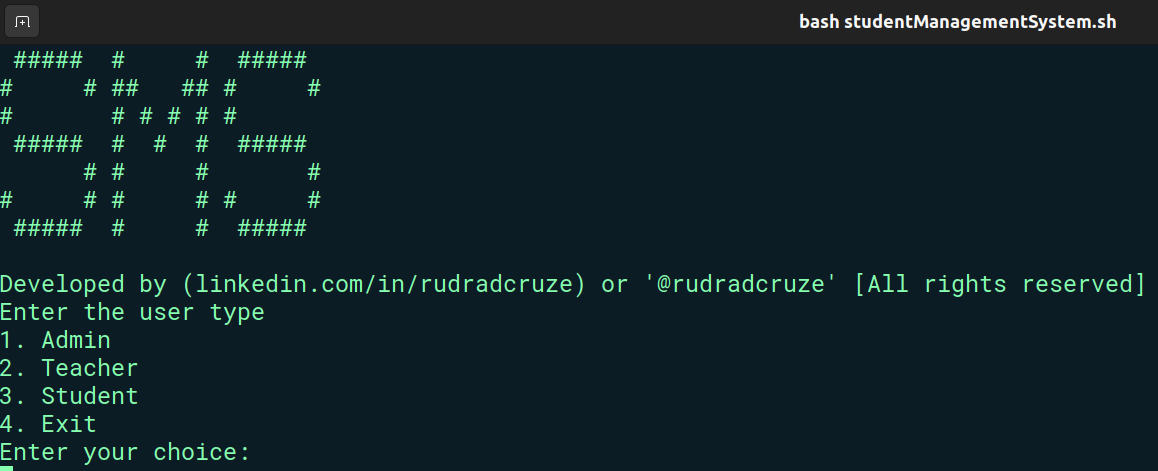 bash studentManagementSystem.sh
 #####  #     #  #####
#     # ##   ## #     #
#       # # # # #
 #####  #  #  #  #####
      # #     #       #
#     # #     # #     #
 #####  #     #  #####
Developed by (linkedin.com/in/rudradcruze) or '@rudradcruze' [All rights reserved]
Enter the user type
1. Admin
2. Teacher
3. Student
4. Exit
Enter your choice: